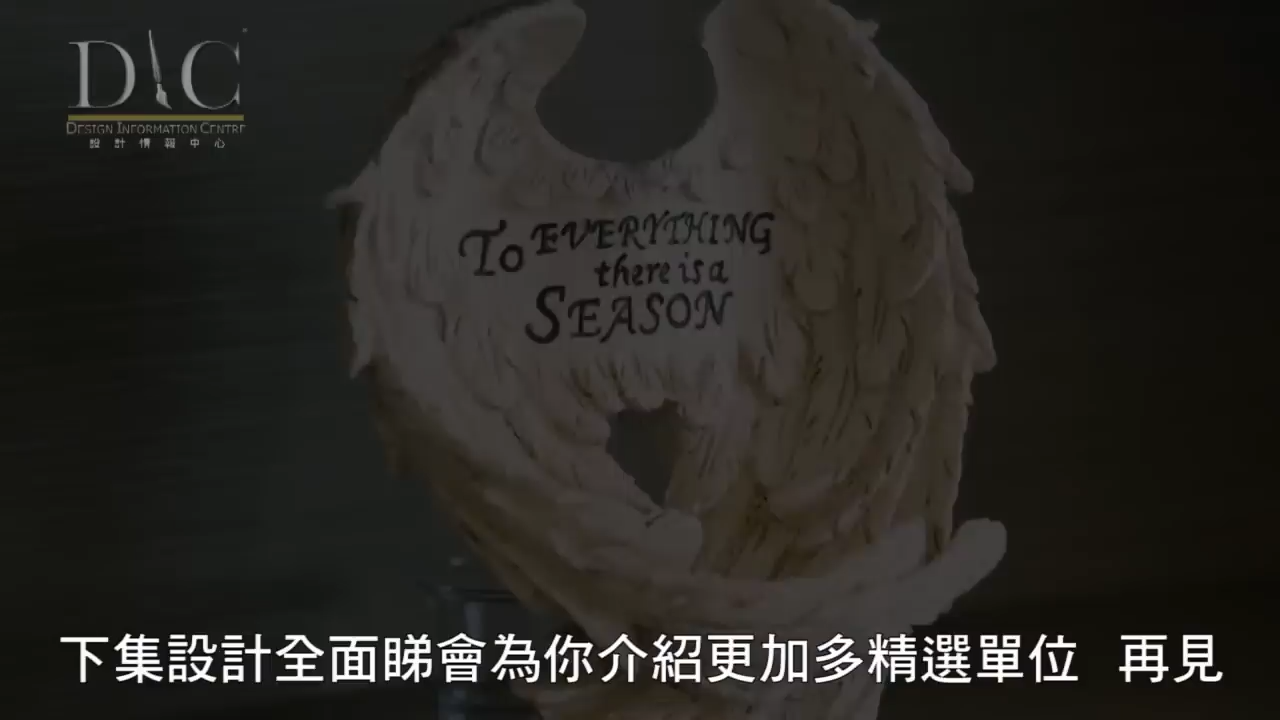 DIC
DESIGN INFORMATION CENTRE
設計情報中心
To EVERYTHING
there is a
SEASON
下集設計全面睇會為你介紹更加多精選單位 再見